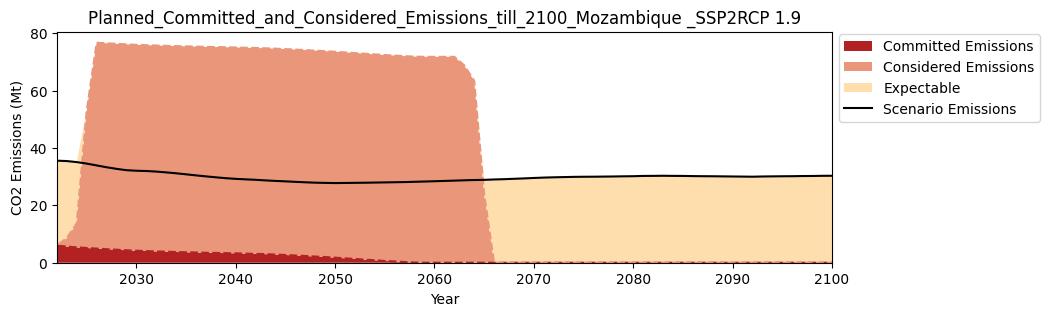 Planned_Committed_and_Considered_Emissions_till_2100_Mozambique _SSP2RCP 1.9
Committed Emissions
Considered Emissions
Expectable
Scenario Emissions
CO2 Emissions (Mt)
80
60
40
20
0
2030 2040 2050 2060 2070 2080 2090 2100
Year